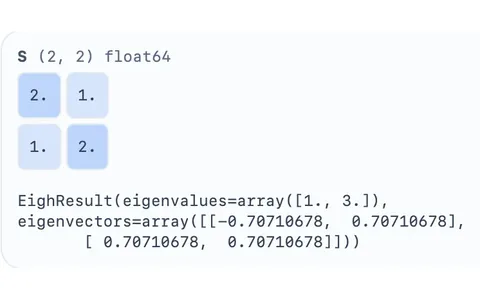 S (2, 2) float64
2. 1.
1. 2.
EighResult(eigenvalues=array([1., 3.]),
eigenvectors=array([[-0.70710678,  0.70710678],
       [ 0.70710678,  0.70710678]]))